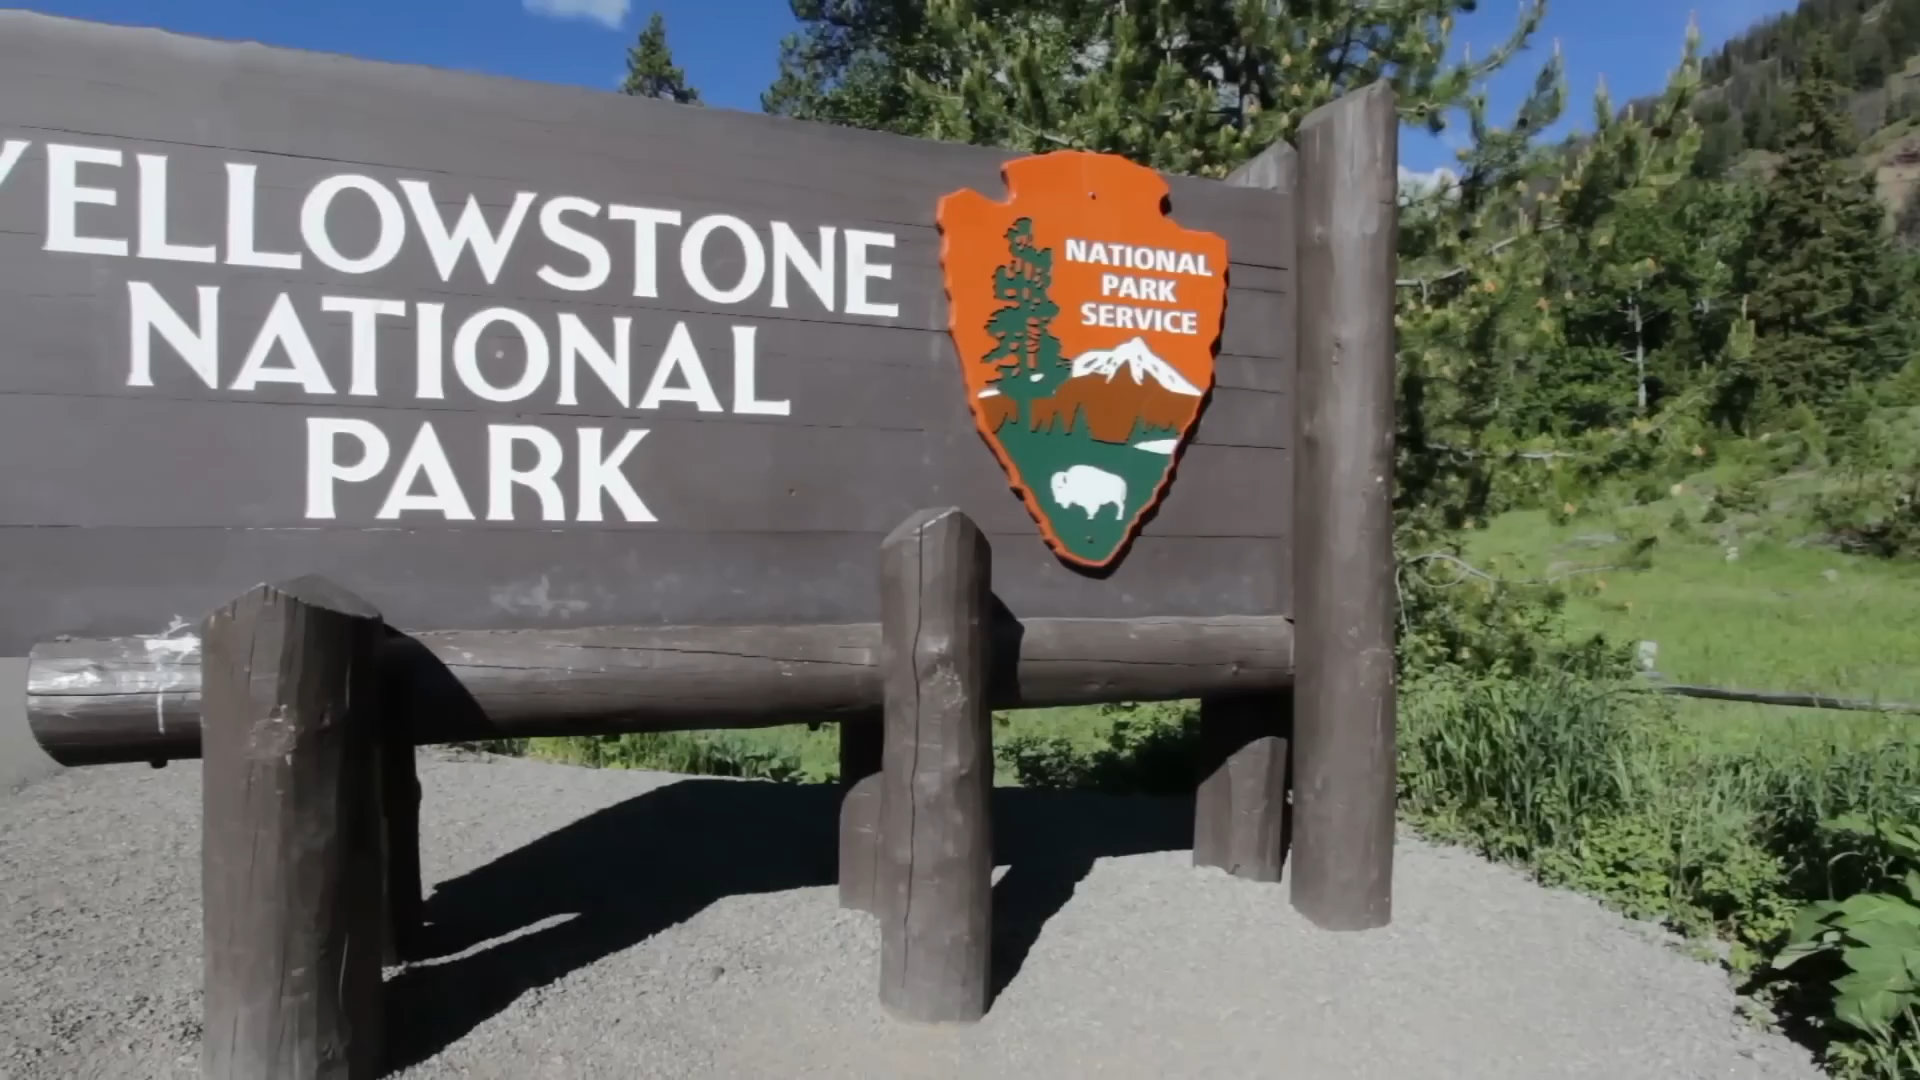 YELLOWSTONE
NATIONAL
PARK
NATIONAL
PARK
SERVICE